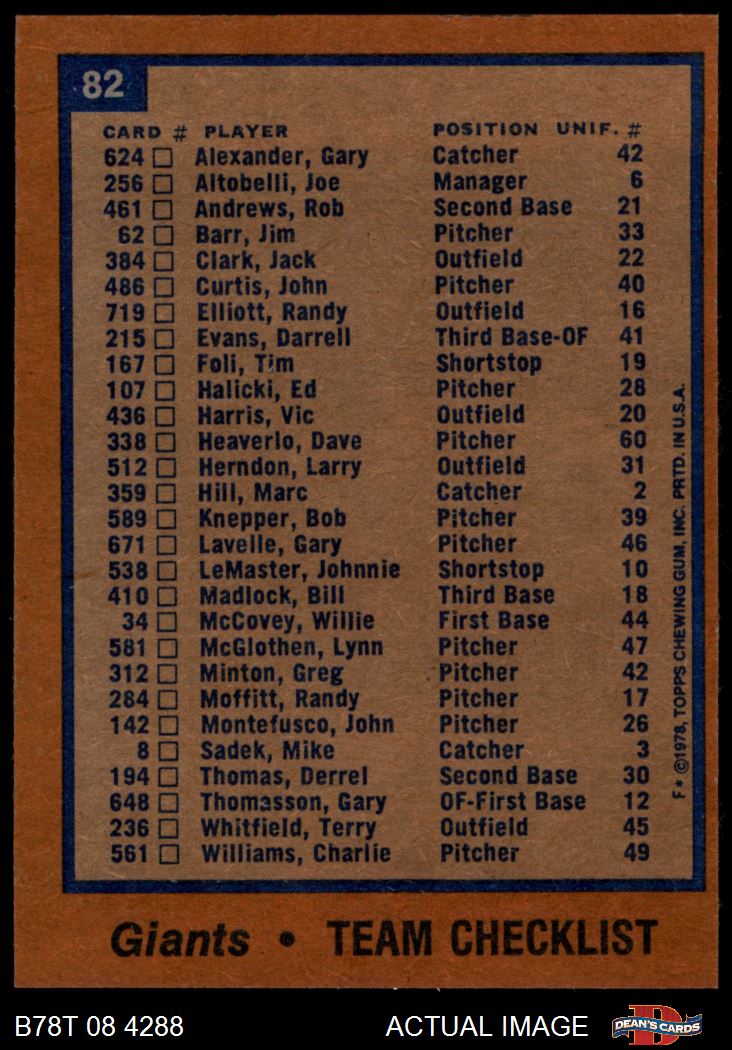 82
CARD # PLAYER POSITION UNIF. #
624 Alexander, Gary Catcher 42
256 Altobelli, Joe Manager 6
461 Andrews, Rob Second Base 21
62 Barr, Jim Pitcher 33
384 Clark, Jack Outfield 22
486 Curtis, John Pitcher 40
719 Elliott, Randy Outfield 16
215 Evans, Darrell Third Base-OF 41
167 Foli, Tim Shortstop 19
107 Halicki, Ed Pitcher 28
436 Harris, Vic Outfield 20
338 Heaverlo, Dave Pitcher 60
512 Herndon, Larry Outfield 31
359 Hill, Marc Catcher 2
589 Knepper, Bob Pitcher 39
671 Lavelle, Gary Pitcher 46
538 LeMaster, Johnnie Shortstop 10
410 Madlock, Bill Third Base 18
34 McCovey, Willie First Base 44
581 McGlothen, Lynn Pitcher 47
312 Minton, Greg Pitcher 42
284 Moffitt, Randy Pitcher 17
142 Montefusco, John Pitcher 26
8 Sadek, Mike Catcher 3
194 Thomas, Derrel Second Base 30
648 Thomasson, Gary OF-First Base 12
236 Whitfield, Terry Outfield 45
561 Williams, Charlie Pitcher 49
F* ©1978, TOPPS CHEWING GUM, INC. PRTD. IN U.S.A.
Giants • TEAM CHECKLIST
B78T 08 4288 ACTUAL IMAGE
D
DEAN'S CARDS